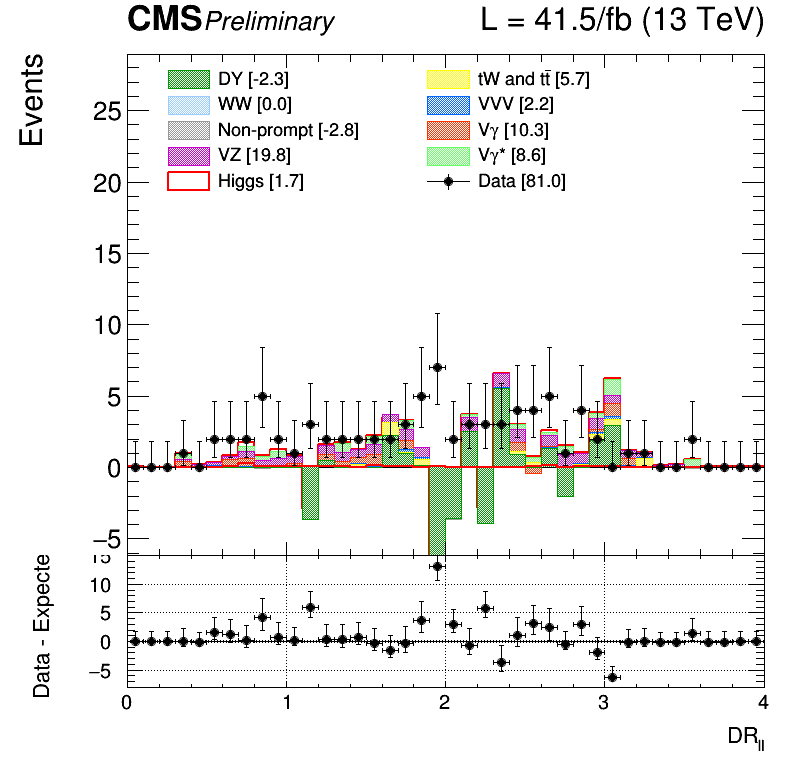 CMS Preliminary L = 41.5/fb (13 TeV)
Events
DY [-2.3] tW and tt̄ [5.7]
WW [0.0] VVV [2.2]
Non-prompt [-2.8] Vγ [10.3]
VZ [19.8] Vγ* [8.6]
Higgs [1.7] Data [81.0]
25
20
15
10
5
0
−5
Data - Expecte
15
10
5
0
−5
0 1 2 3 4
DRll